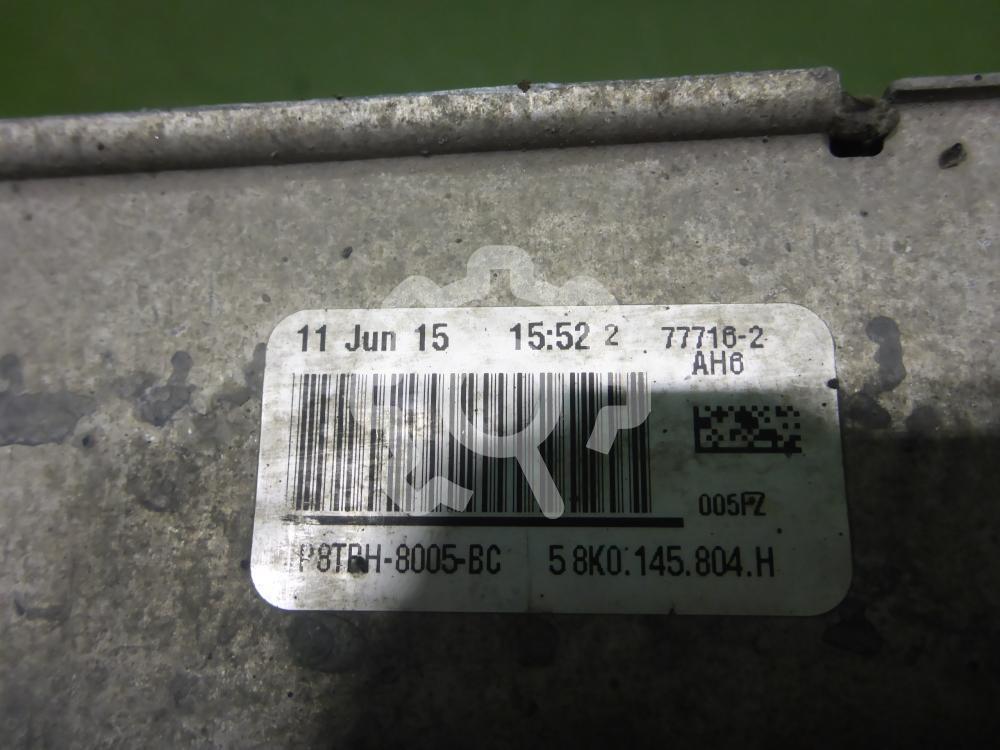 11 Jun 15 15:52 2 77716-2
AH6
005FZ
P8TBH-8005-BC 5 8K0.145.804.H